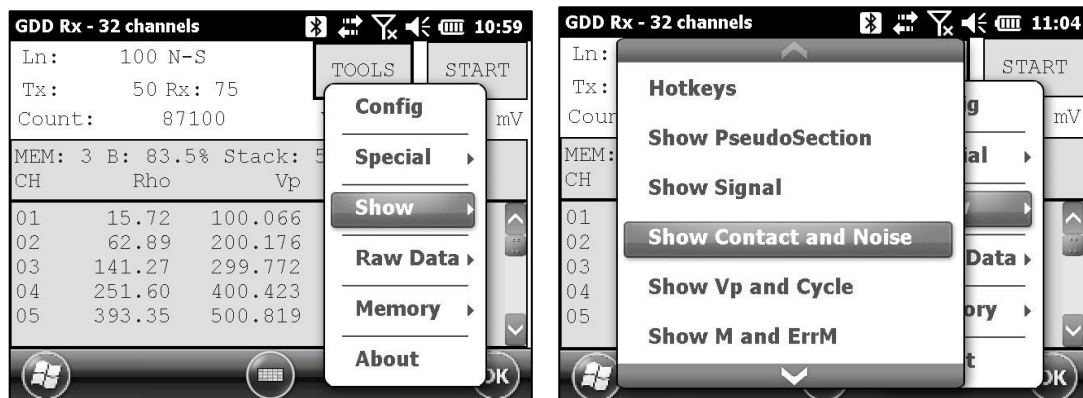 GDD Rx - 32 channels 10:59
Ln: 100 N-S
TOOLS START
Tx: 50 Rx: 75
Count: 87100 mV
MEM: 3 B: 83.5% Stack: 5
CH Rho Vp
01 15.72 100.066
02 62.89 200.176
03 141.27 299.772
04 251.60 400.423
05 393.35 500.819
Config
Special
Show
Raw Data
Memory
About
OK
GDD Rx - 32 channels 11:04
Ln:
START
Tx:
Coun
mV
MEM:
CH
01
02
03
04
05
Hotkeys
Show PseudoSection
Show Signal
Show Contact and Noise
Show Vp and Cycle
Show M and ErrM
ig
ial
Data
ory
t
OK